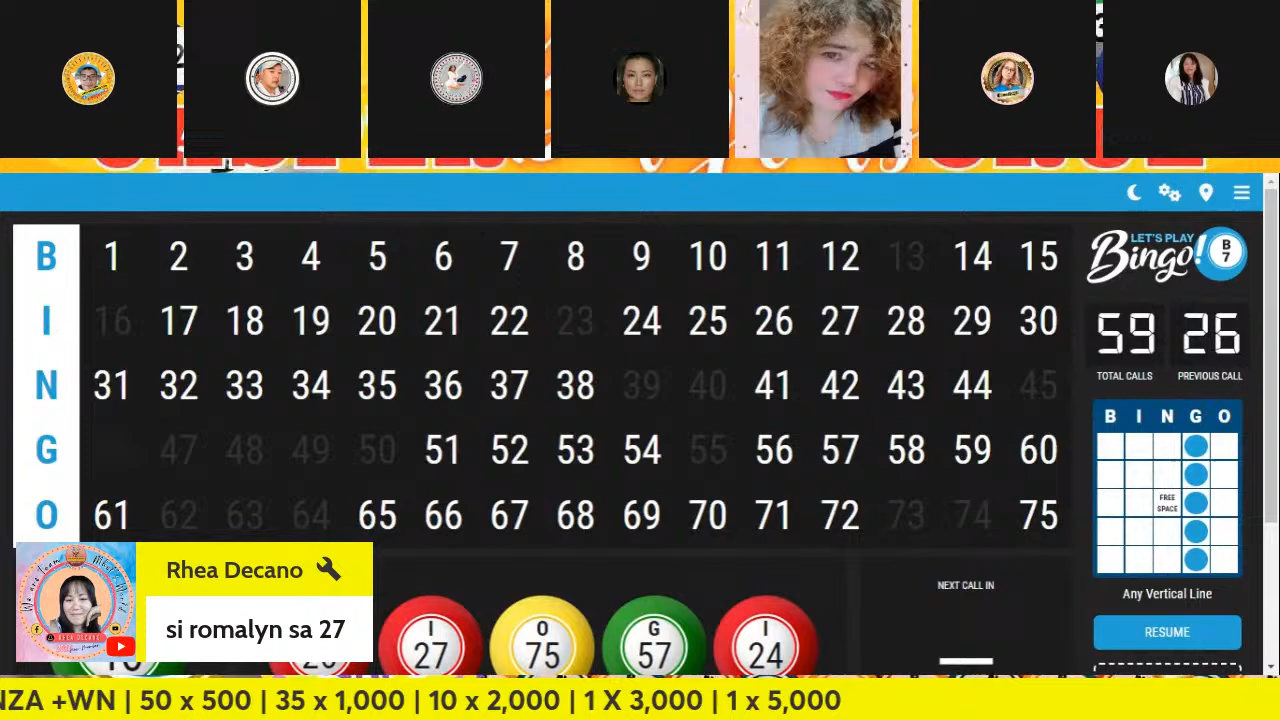 LET'S PLAY
Bingo!
B
7
B 1 2 3 4 5 6 7 8 9 10 11 12 13 14 15
I 16 17 18 19 20 21 22 23 24 25 26 27 28 29 30
N 31 32 33 34 35 36 37 38 39 40 41 42 43 44 45
G 47 48 49 50 51 52 53 54 55 56 57 58 59 60
O 61 62 63 64 65 66 67 68 69 70 71 72 73 74 75
59 26
TOTAL CALLS PREVIOUS CALL
B I N G O
FREE
SPACE
Any Vertical Line
RESUME
NEXT CALL IN
Rhea Decano
si romalyn sa 27
RHEA DECANO
I
27
O
75
G
57
I
24
NZA +WN | 50 x 500 | 35 x 1,000 | 10 x 2,000 | 1 X 3,000 | 1 x 5,000